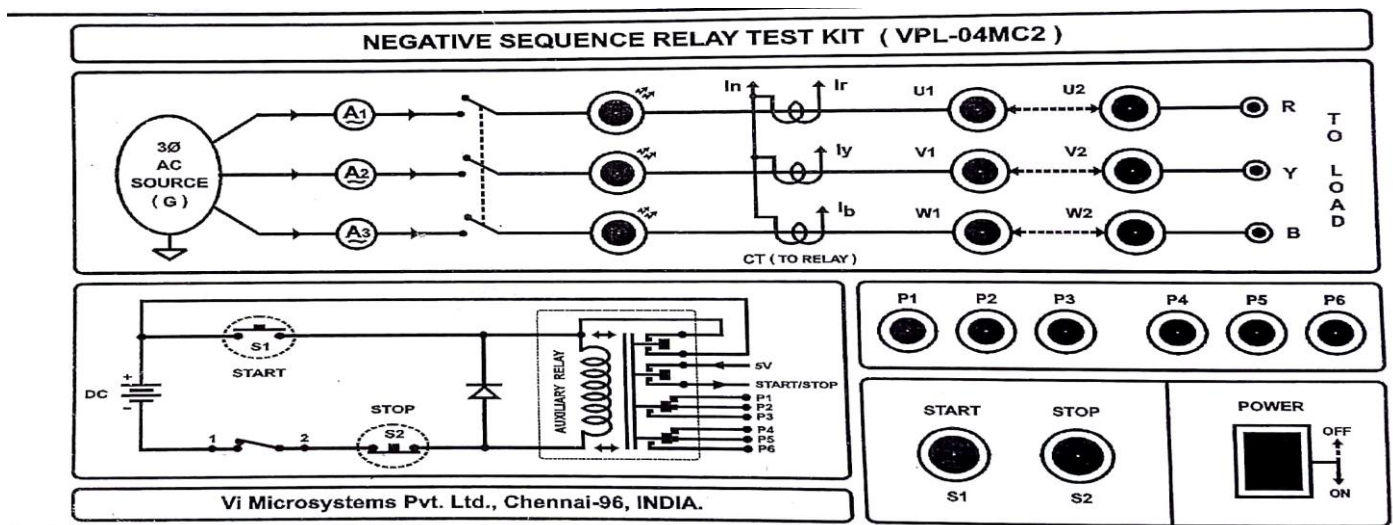 NEGATIVE SEQUENCE RELAY TEST KIT ( VPL-04MC2 )
In Ir U1 U2
A1 R
3Ø
AC
SOURCE
( G )
Iy V1 V2
A2 Y
Ib W1 W2
A3 B
CT ( TO RELAY )
TO LOAD
S1
START
DC
+
-
STOP
1 2 S2
AUXILIARY RELAY
5V
START/STOP
P1
P2
P3
P4
P5
P6
P1 P2 P3 P4 P5 P6
START STOP
S1 S2
POWER
OFF
ON
Vi Microsystems Pvt. Ltd., Chennai-96, INDIA.